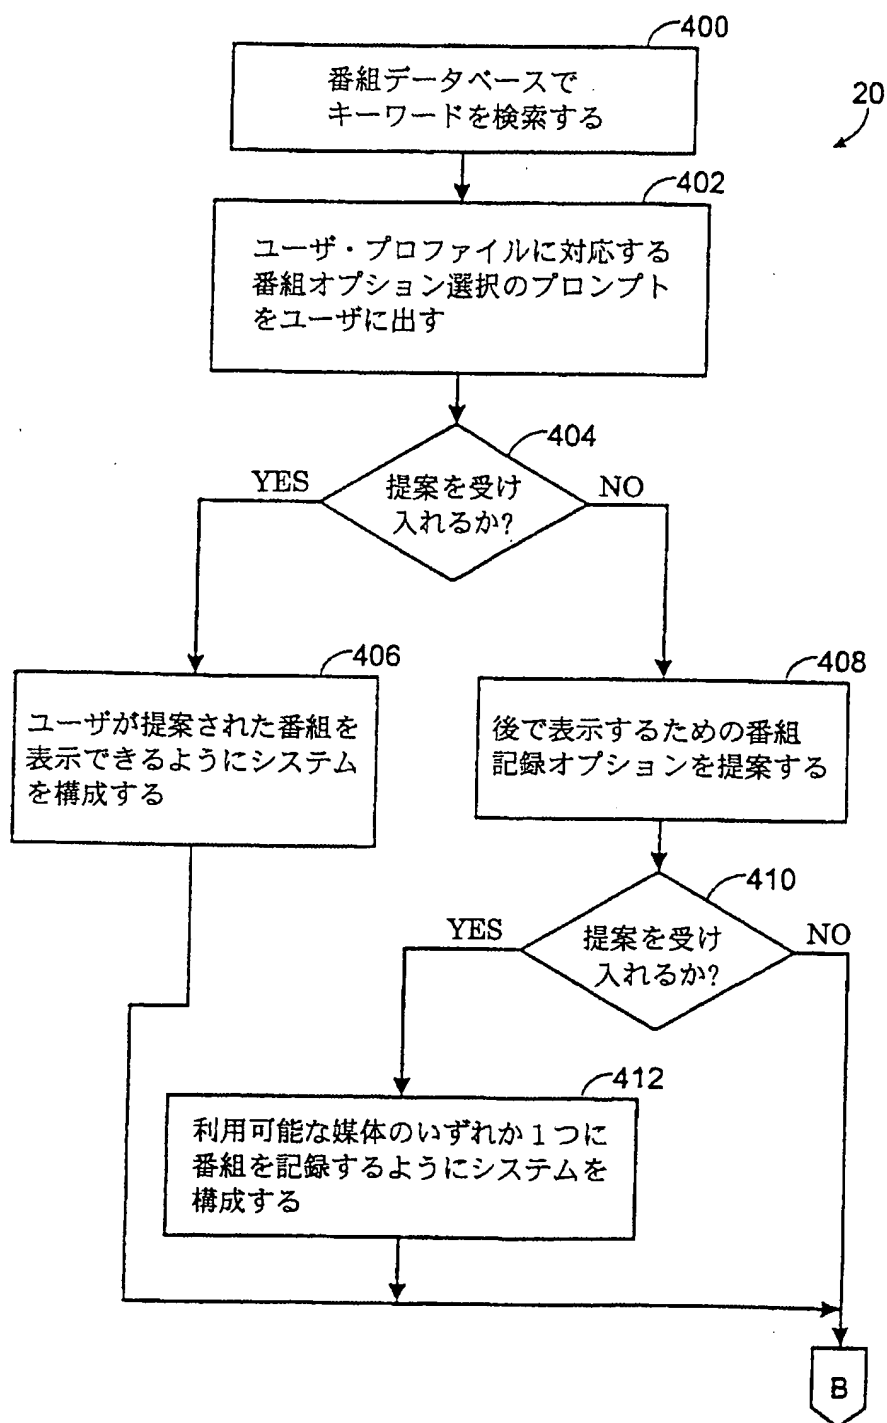 400
番組データベースで
キーワードを検索する
20
402
ユーザ・プロファイルに対応する
番組オプション選択のプロンプト
をユーザに出す
404
YES
提案を受け
入れるか?
NO
406
ユーザが提案された番組を
表示できるようにシステム
を構成する
408
後で表示するための番組
記録オプションを提案する
410
YES
提案を受け
入れるか?
NO
412
利用可能な媒体のいずれか1つに
番組を記録するようにシステムを
構成する
B